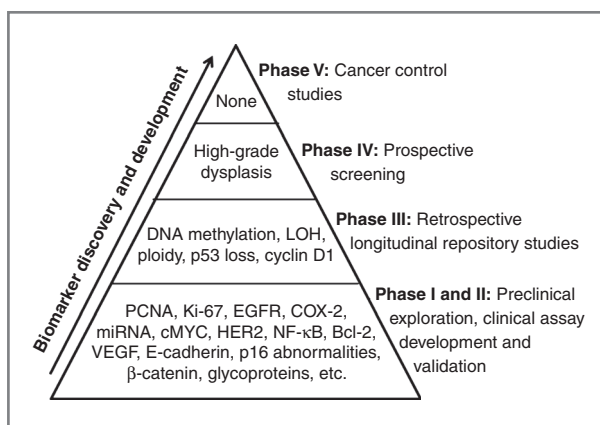 Biomarker discovery and development
Phase V: Cancer control
studies
None
Phase IV: Prospective
screening
High-grade
dysplasis
Phase III: Retrospective
longitudinal repository studies
DNA methylation, LOH,
ploidy, p53 loss, cyclin D1
Phase I and II: Preclinical
exploration, clinical assay
development and
validation
PCNA, Ki-67, EGFR, COX-2,
miRNA, cMYC, HER2, NF-κB, Bcl-2,
VEGF, E-cadherin, p16 abnormalities,
β-catenin, glycoproteins, etc.